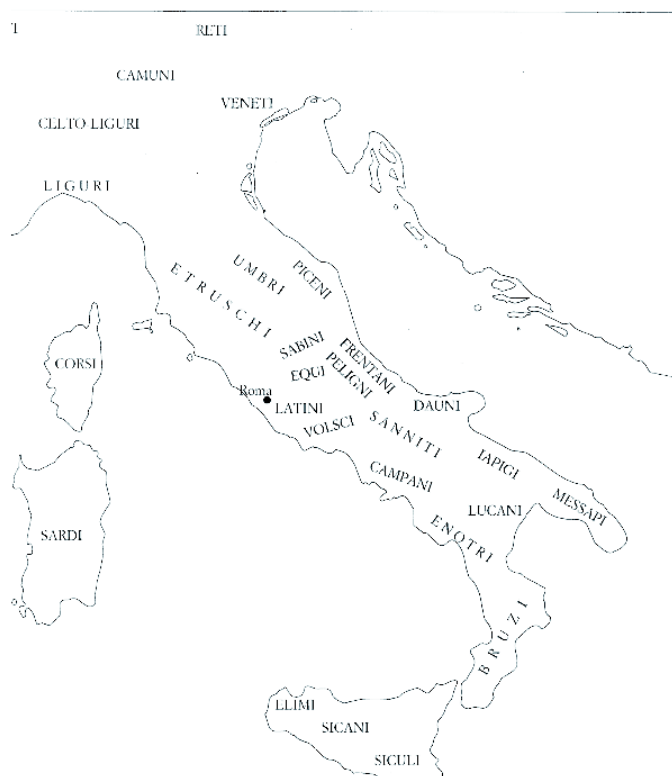 1
RETI
CAMUNI
VENETI
CELTO LIGURI
LIGURI
ETRUSCHI
UMBRI
PICENI
SABINI
FRENTANI
PELIGNI
EQUI
CORSI
Roma
LATINI
DAUNI
VOLSCI
SANNITI
IAPIGI
CAMPANI
MESSAPI
LUCANI
ENOTRI
SARDI
BRUZI
ELIMI
SICANI
SICULI